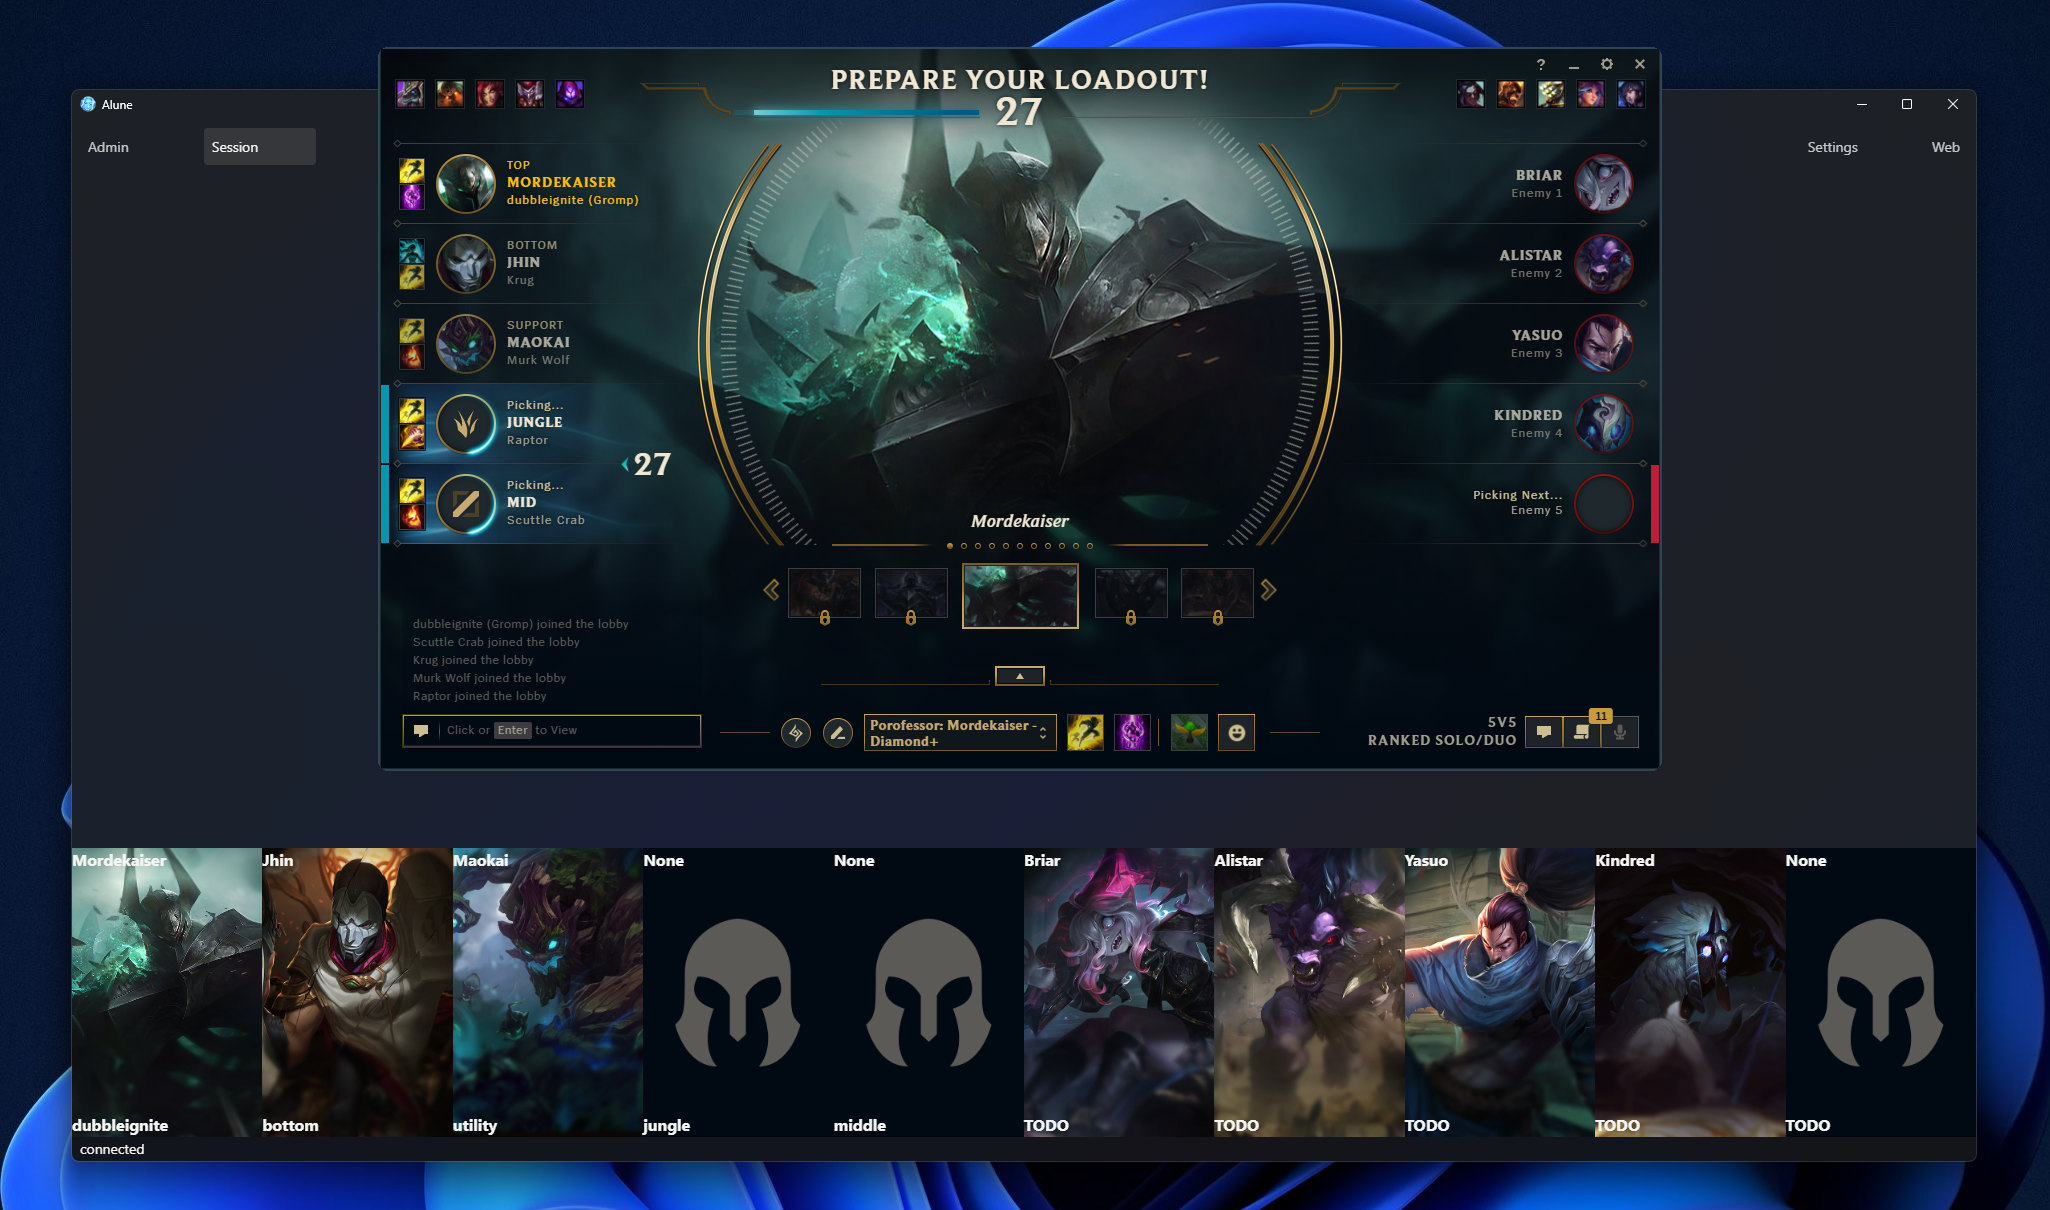 Alune
Admin
Session
Settings
Web
PREPARE YOUR LOADOUT!
27
?
TOP
MORDEKAISER
dubbleignite (Gromp)
BOTTOM
JHIN
Krug
SUPPORT
MAOKAI
Murk Wolf
Picking...
JUNGLE
Raptor
27
Picking...
MID
Scuttle Crab
BRIAR
Enemy 1
ALISTAR
Enemy 2
YASUO
Enemy 3
KINDRED
Enemy 4
Picking Next...
Enemy 5
Mordekaiser
dubbleignite (Gromp) joined the lobby
Scuttle Crab joined the lobby
Krug joined the lobby
Murk Wolf joined the lobby
Raptor joined the lobby
Click or Enter to View
Porofessor: Mordekaiser -
Diamond+
5V5
RANKED SOLO/DUO
11
Mordekaiser
Jhin
Maokai
None
None
Briar
Alistar
Yasuo
Kindred
None
dubbleignite
bottom
utility
jungle
middle
TODO
TODO
TODO
TODO
TODO
connected